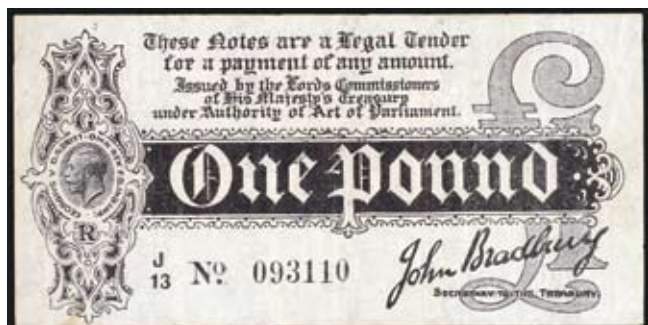 These Notes are a Legal Tender
for a payment of any amount.
Issued by the Lords Commissioners
of His Majesty's Treasury
under Authority of Act of Parliament.
G
One Pound
R
J
13 No 093110
John Bradbury
Secretary to the Treasury.
£1